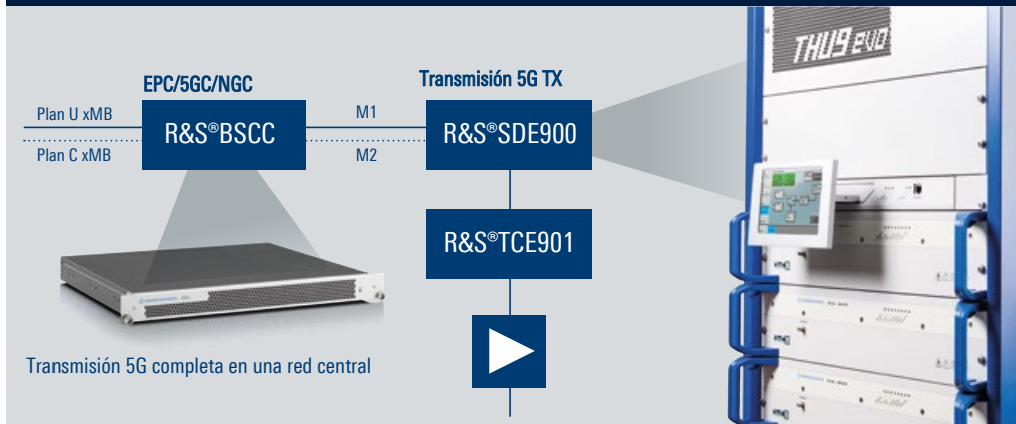 THU9 evo
EPC/5GC/NGC
Transmisión 5G TX
Plan U xMB
R&S®BSCC
M1
R&S®SDE900
Plan C xMB
M2
R&S®TCE901
Transmisión 5G completa en una red central